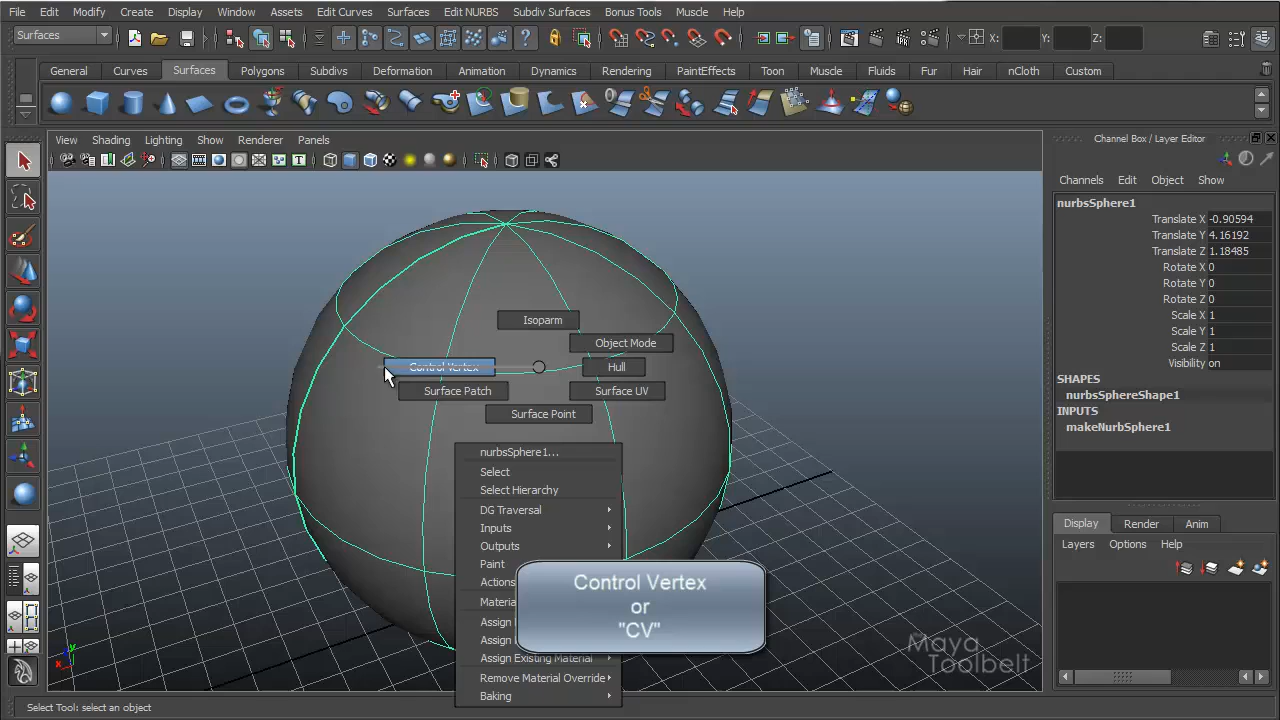 File Edit Modify Create Display Window Assets Edit Curves Surfaces Edit NURBS Subdiv Surfaces Bonus Tools Muscle Help
Surfaces X: Y: Z:
General Curves Surfaces Polygons Subdivs Deformation Animation Dynamics Rendering PaintEffects Toon Muscle Fluids Fur Hair nCloth Custom
View Shading Lighting Show Renderer Panels
Channel Box / Layer Editor
Channels Edit Object Show
nurbsSphere1
Translate X -0.90594
Translate Y 4.16192
Translate Z 1.18485
Rotate X 0
Rotate Y 0
Rotate Z 0
Scale X 1
Scale Y 1
Scale Z 1
Visibility on
SHAPES
nurbsSphereShape1
INPUTS
makeNurbSphere1
Isoparm
Object Mode
Control Vertex
Hull
Surface Patch
Surface UV
Surface Point
nurbsSphere1...
Select
Select Hierarchy
DG Traversal
Inputs
Outputs
Paint
Actions
Materia
Assign
Assign
Assign Existing Material
Remove Material Override
Baking
Control Vertex
or
"CV"
Display Render Anim
Layers Options Help
Maya
Toolbelt
y
x
Select Tool: select an object